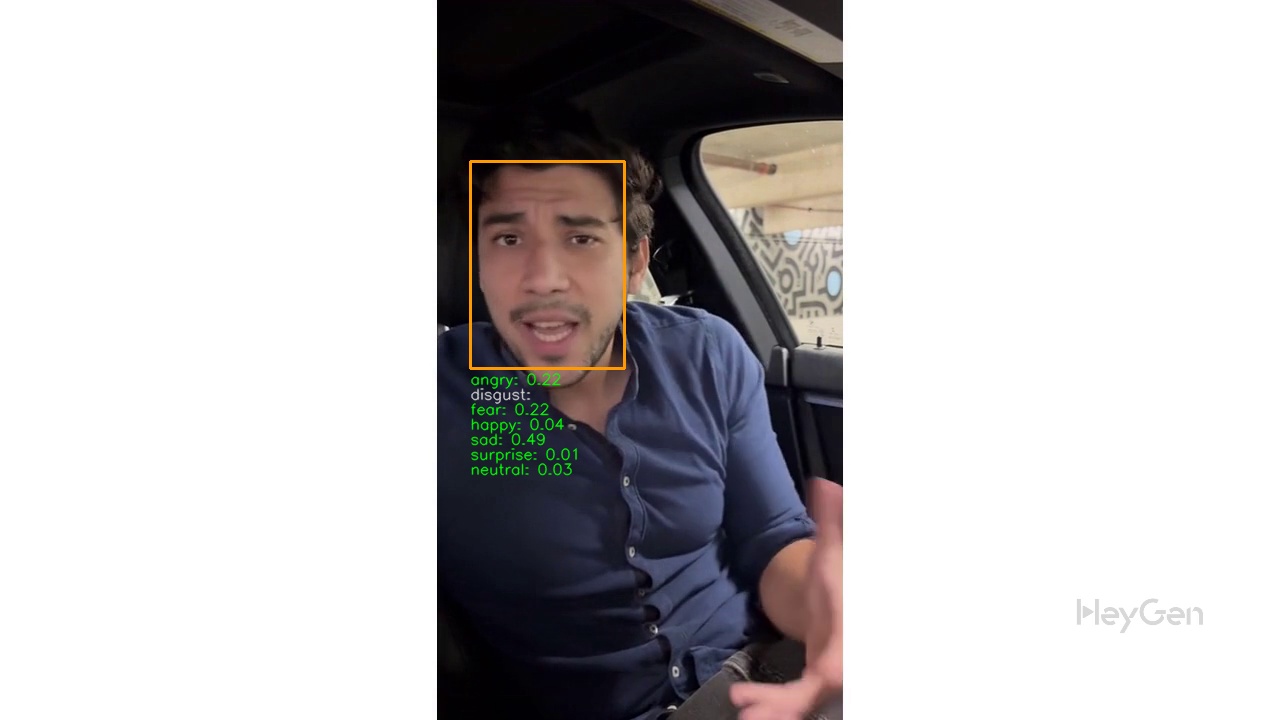 angry: 0.22
disgust:
fear: 0.22
happy: 0.04
sad: 0.49
surprise: 0.01
neutral: 0.03
HeyGen